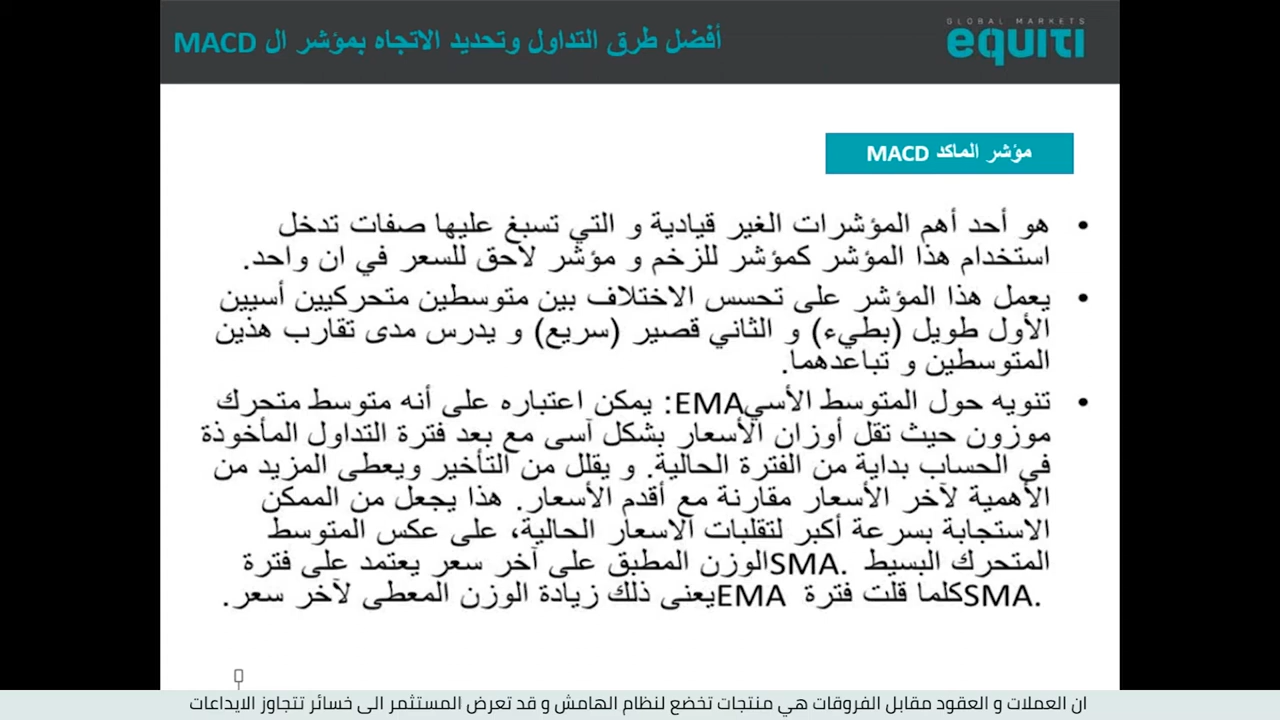 GLOBAL MARKETS
equiti
أفضل طرق التداول وتحديد الاتجاه بمؤشر ال MACD
مؤشر الماكد MACD
• هو أحد أهم المؤشرات الغير قيادية و التي تسبغ عليها صفات تدخل
استخدام هذا المؤشر كمؤشر للزخم و مؤشر لاحق للسعر في ان واحد.
• يعمل هذا المؤشر على تحسس الاختلاف بين متوسطين متحركيين أسيين
الأول طويل (بطيء) و الثاني قصير (سريع) و يدرس مدى تقارب هذين
المتوسطين و تباعدهما.
• تنويه حول المتوسط الأسيEMA: يمكن اعتباره على أنه متوسط متحرك
موزون حيث تقل أوزان الأسعار بشكل آسى مع بعد فترة التداول المأخوذة
فى الحساب بداية من الفترة الحالية. و يقلل من التأخير ويعطى المزيد من
الأهمية لآخر الأسعار مقارنة مع أقدم الأسعار. هذا يجعل من الممكن
الاستجابة بسرعة أكبر لتقلبات الاسعار الحالية، على عكس المتوسط
المتحرك البسيط .SMAالوزن المطبق على آخر سعر يعتمد على فترة
.SMAكلما قلت فترة EMAيعنى ذلك زيادة الوزن المعطى لآخر سعر.
ان العملات و العقود مقابل الفروقات هي منتجات تخضع لنظام الهامش و قد تعرض المستثمر الى خسائر تتجاوز الايداعات